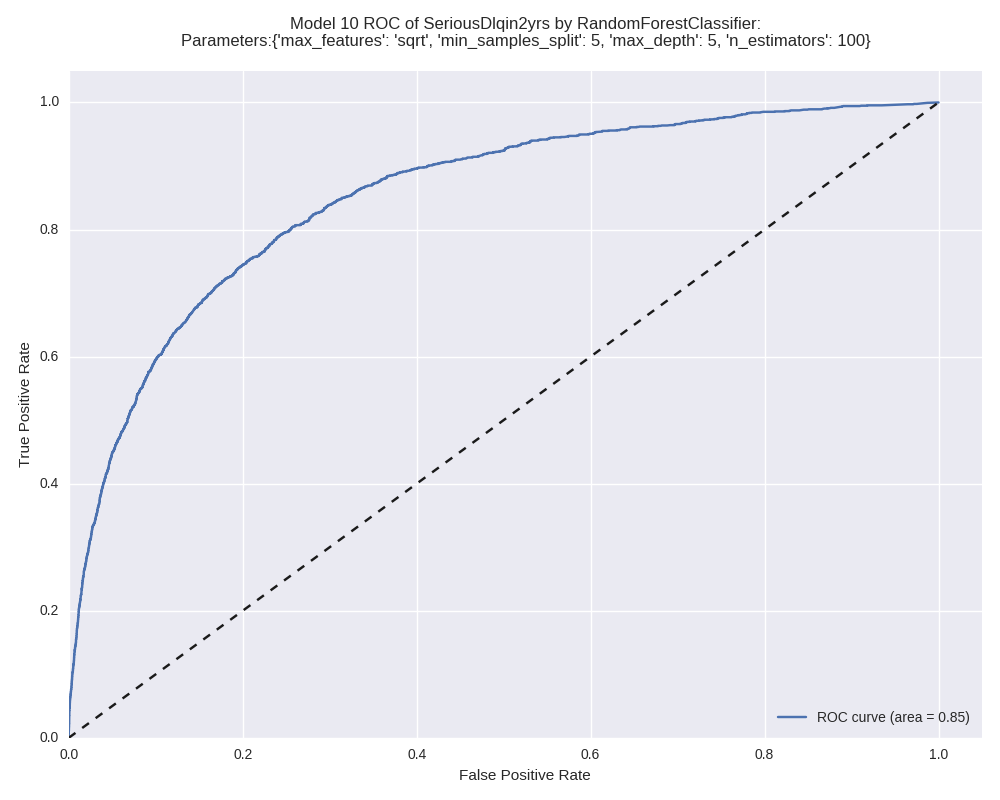 Model 10 ROC of SeriousDlqin2yrs by RandomForestClassifier:
Parameters:{'max_features': 'sqrt', 'min_samples_split': 5, 'max_depth': 5, 'n_estimators': 100}
1.0
0.8
0.6
0.4
0.2
0.0
True Positive Rate
ROC curve (area = 0.85)
0.0 0.2 0.4 0.6 0.8 1.0
False Positive Rate